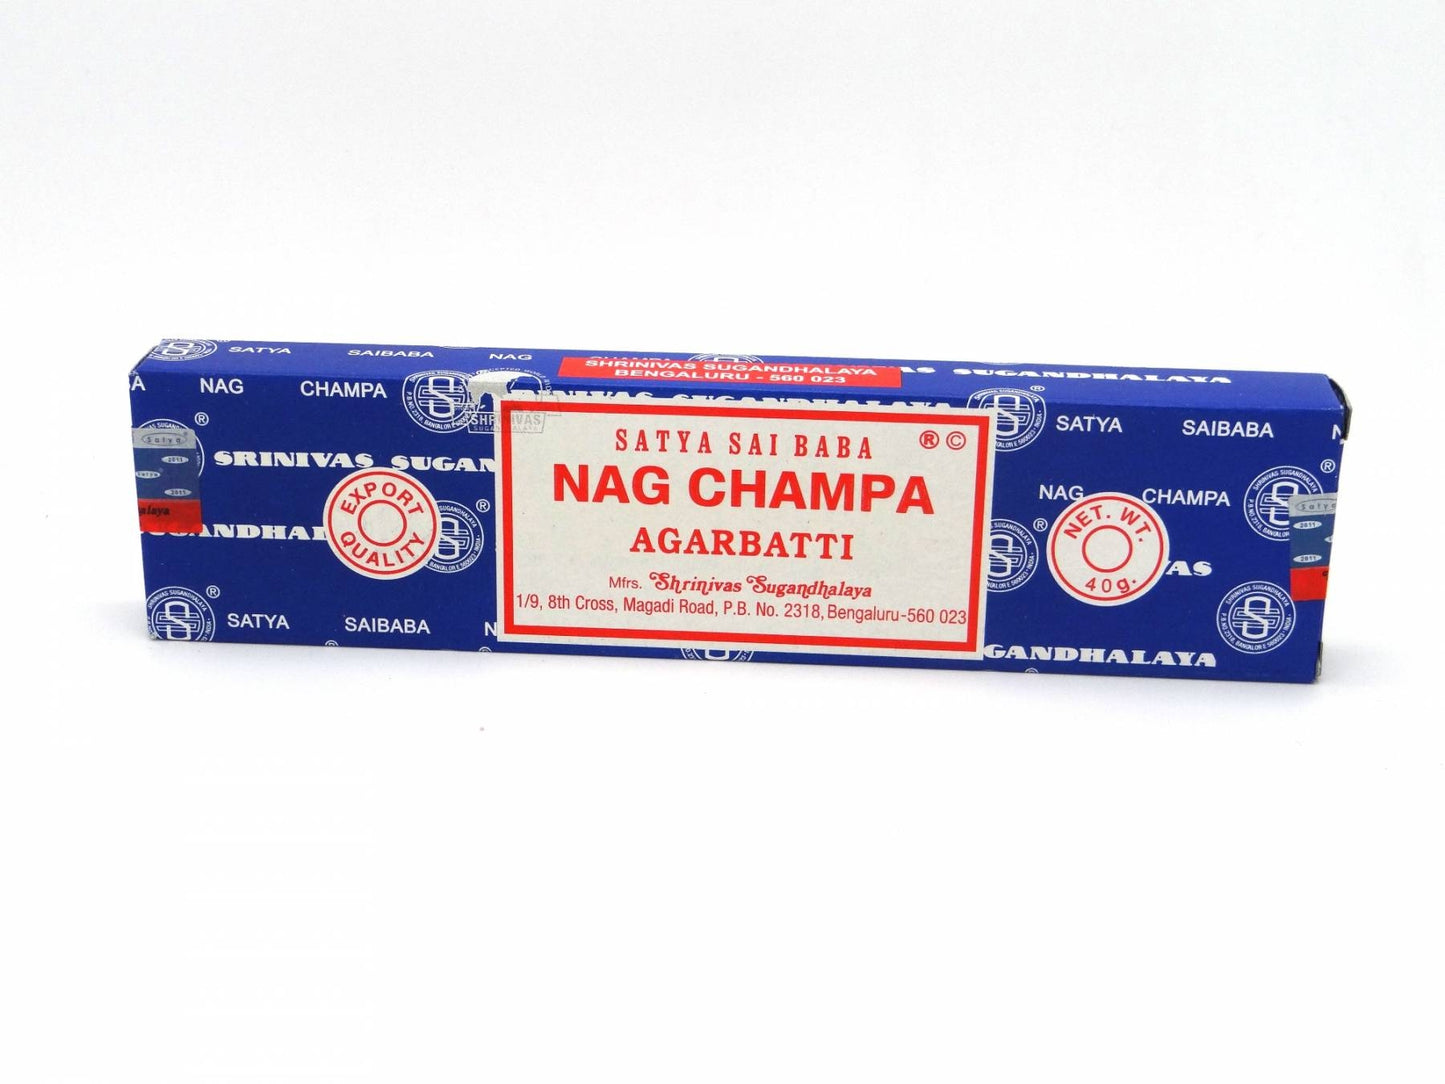 SATYA SAIBABA NAG
SHRINIVAS SUGANDHALAYA
BENGALURU - 560 023
SUGANDHALAYA
NAG CHAMPA
SATYA SAIBABA
SRINIVAS SUGAN
EXPORT QUALITY
SATYA SAI BABA ® ©
NAG CHAMPA
AGARBATTI
Mfrs. Shrinivas Sugandhalaya
1/9, 8th Cross, Magadi Road, P.B. No. 2318, Bengaluru-560 023
NAG CHAMPA
NET. WT.
40g.
SATYA SAIBABA
GANDHALAYA